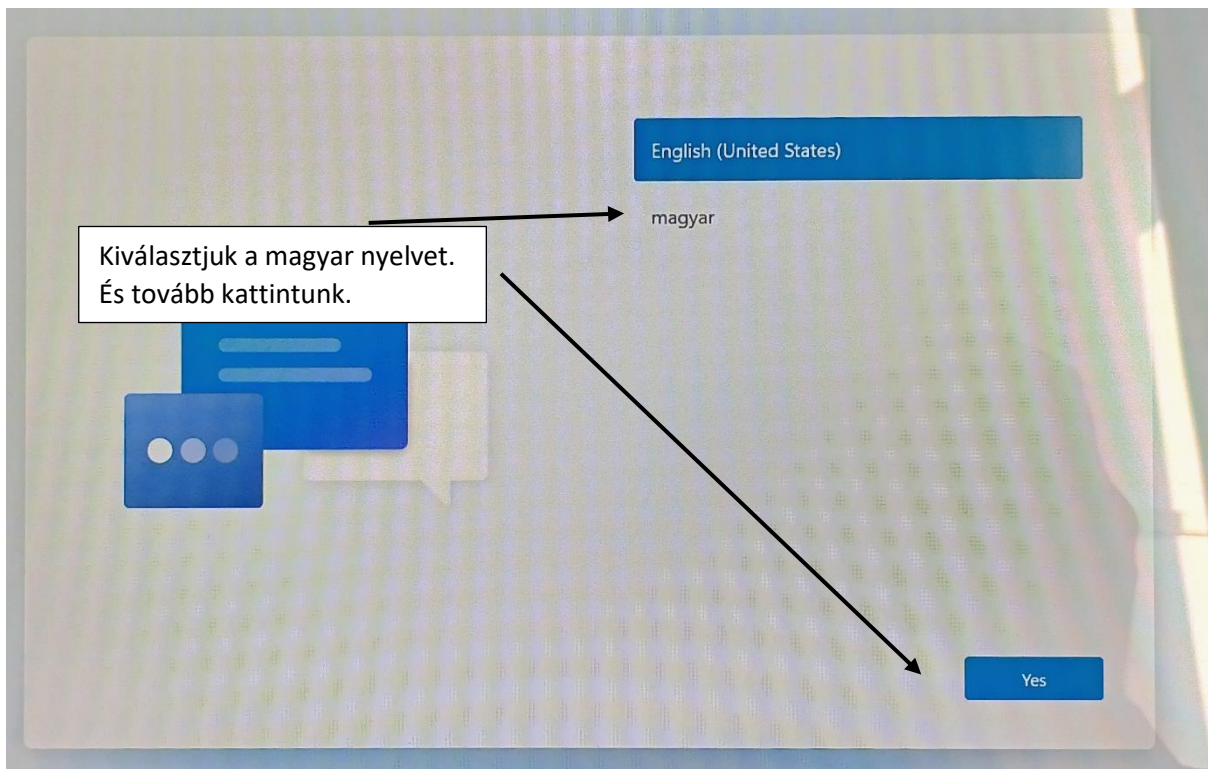 English (United States)
magyar
Kiválasztjuk a magyar nyelvet.
És tovább kattintunk.
Yes